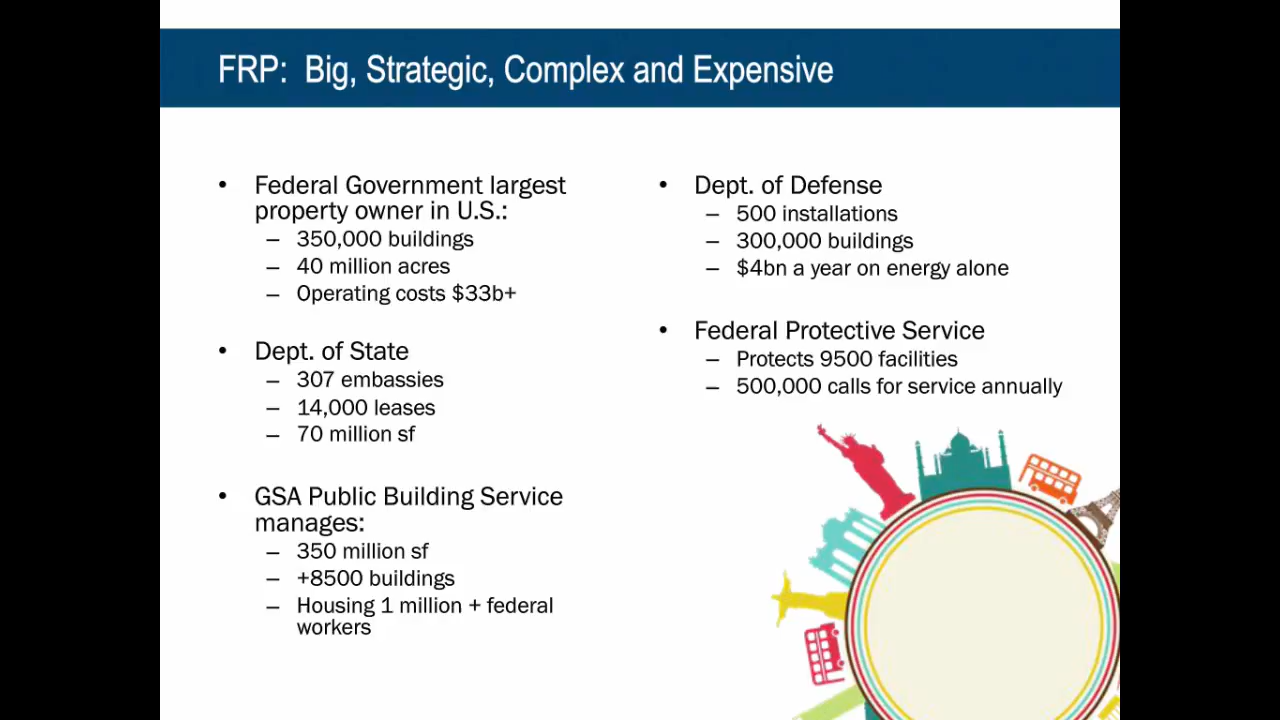 FRP: Big, Strategic, Complex and Expensive
• Federal Government largest
property owner in U.S.:
– 350,000 buildings
– 40 million acres
– Operating costs $33b+
• Dept. of State
– 307 embassies
– 14,000 leases
– 70 million sf
• GSA Public Building Service
manages:
– 350 million sf
– +8500 buildings
– Housing 1 million + federal
workers
• Dept. of Defense
– 500 installations
– 300,000 buildings
– $4bn a year on energy alone
• Federal Protective Service
– Protects 9500 facilities
– 500,000 calls for service annually